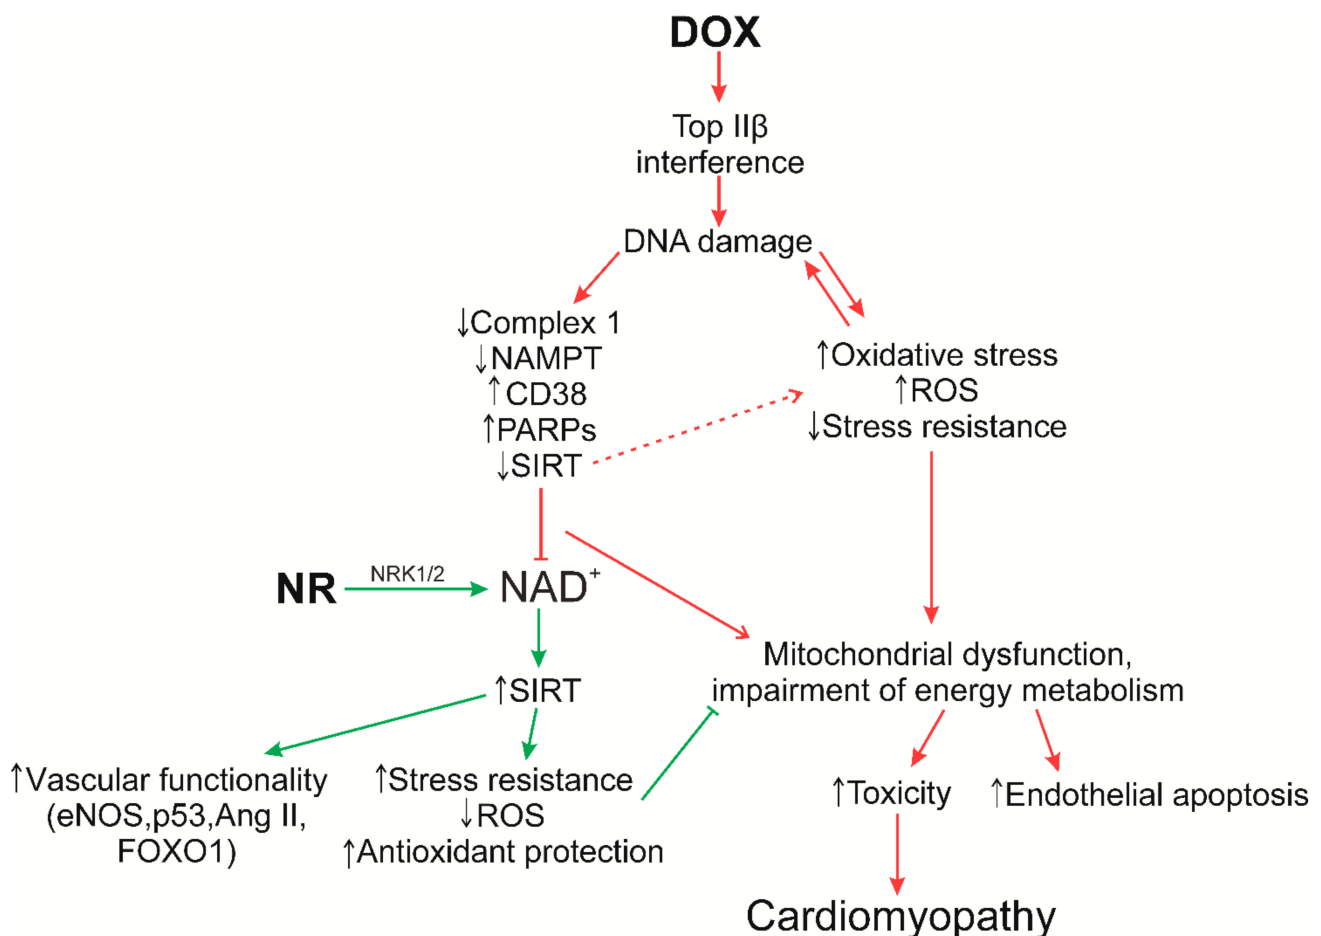 DOX
Top IIβ
interference
DNA damage
↓Complex 1
↓NAMPT
↑CD38
↑PARPs
↓SIRT
↑Oxidative stress
↑ROS
↓Stress resistance
NR
NRK1/2
NAD⁺
↑SIRT
Mitochondrial dysfunction,
impairment of energy metabolism
↑Vascular functionality
(eNOS,p53,Ang II,
FOXO1)
↑Stress resistance
↓ROS
↑Antioxidant protection
↑Toxicity
↑Endothelial apoptosis
Cardiomyopathy